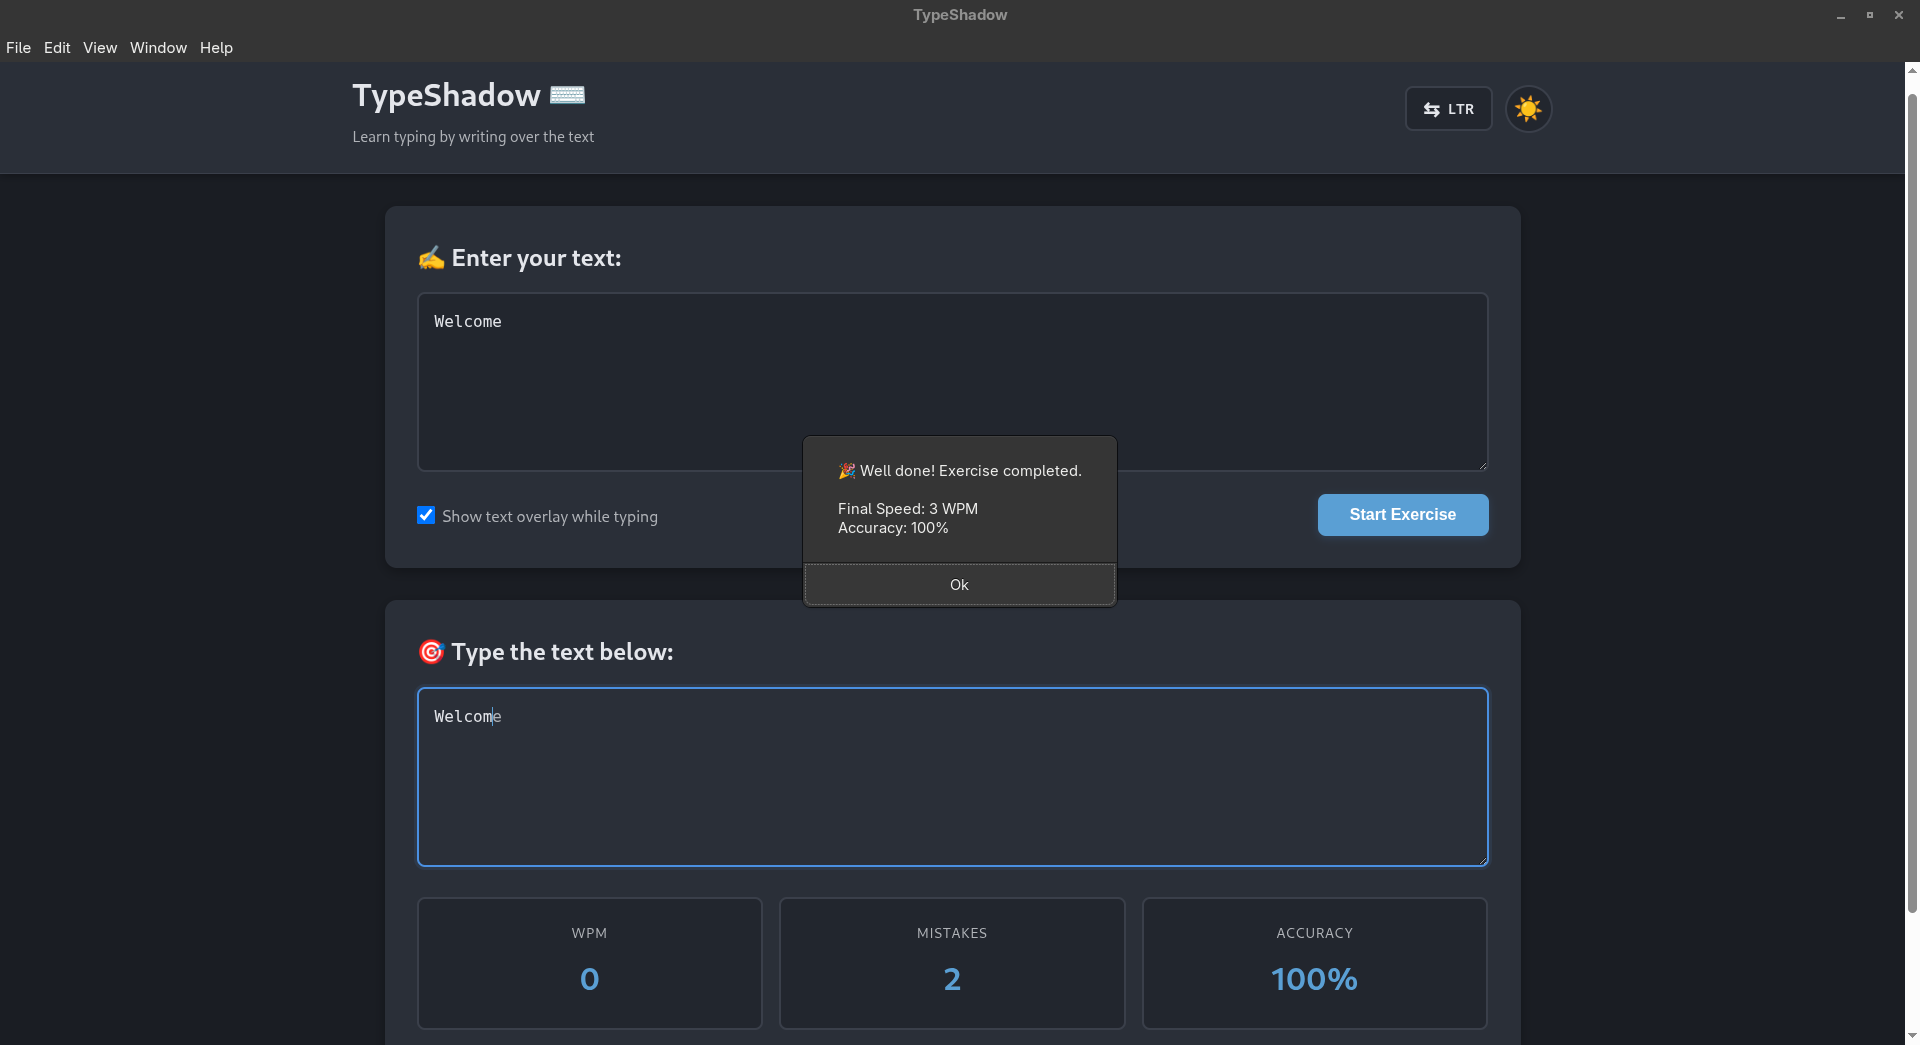 TypeShadow
File Edit View Window Help
TypeShadow ⌨️
Learn typing by writing over the text
⇆ LTR
✍️ Enter your text:
Welcome
Show text overlay while typing
Start Exercise
🎉 Well done! Exercise completed.
Final Speed: 3 WPM
Accuracy: 100%
Ok
🎯 Type the text below:
Welcome
WPM
0
MISTAKES
2
ACCURACY
100%